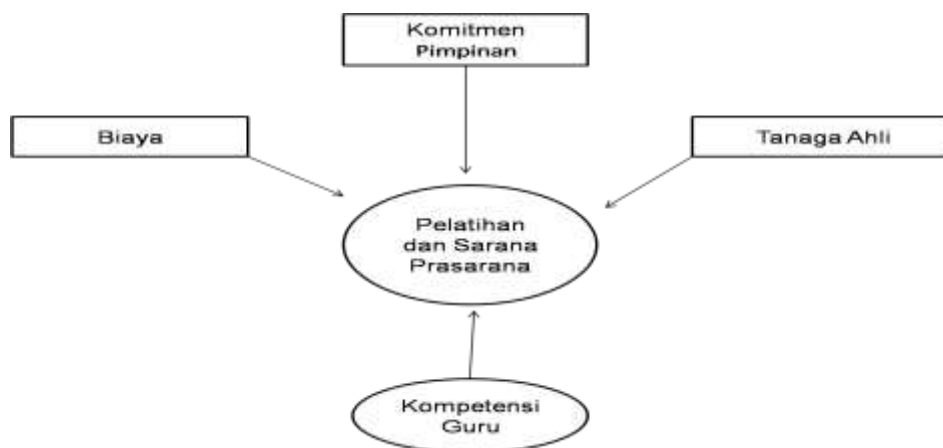 Komitmen
Pimpinan
Biaya
Tanaga Ahli
Pelatihan
dan Sarana
Prasarana
Kompetensi
Guru